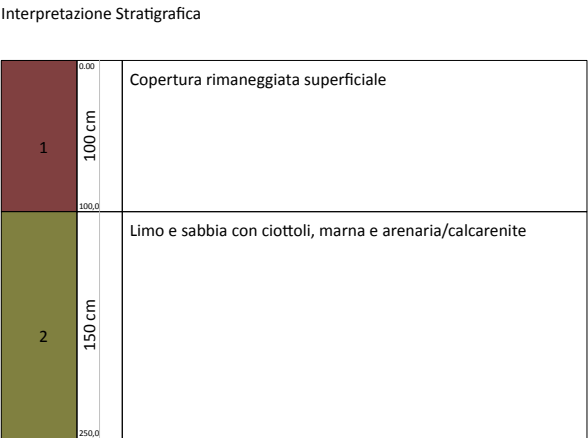 Interpretazione Stratigrafica
0.00
Copertura rimaneggiata superficiale
1
100 cm
100,0
Limo e sabbia con ciottoli, marna e arenaria/calcarenite
2
150 cm
250,0